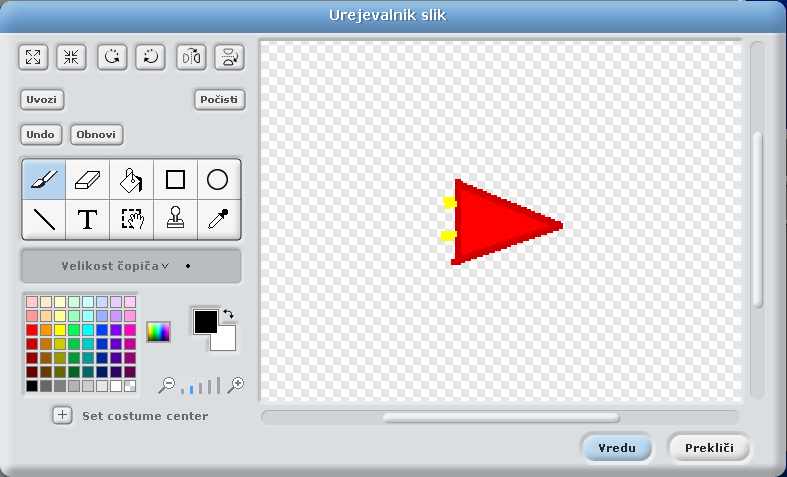 Urejevalnik slik
Uvozi
Počisti
Undo
Obnovi
T
Velikost čopiča
Set costume center
Vredu
Prekliči